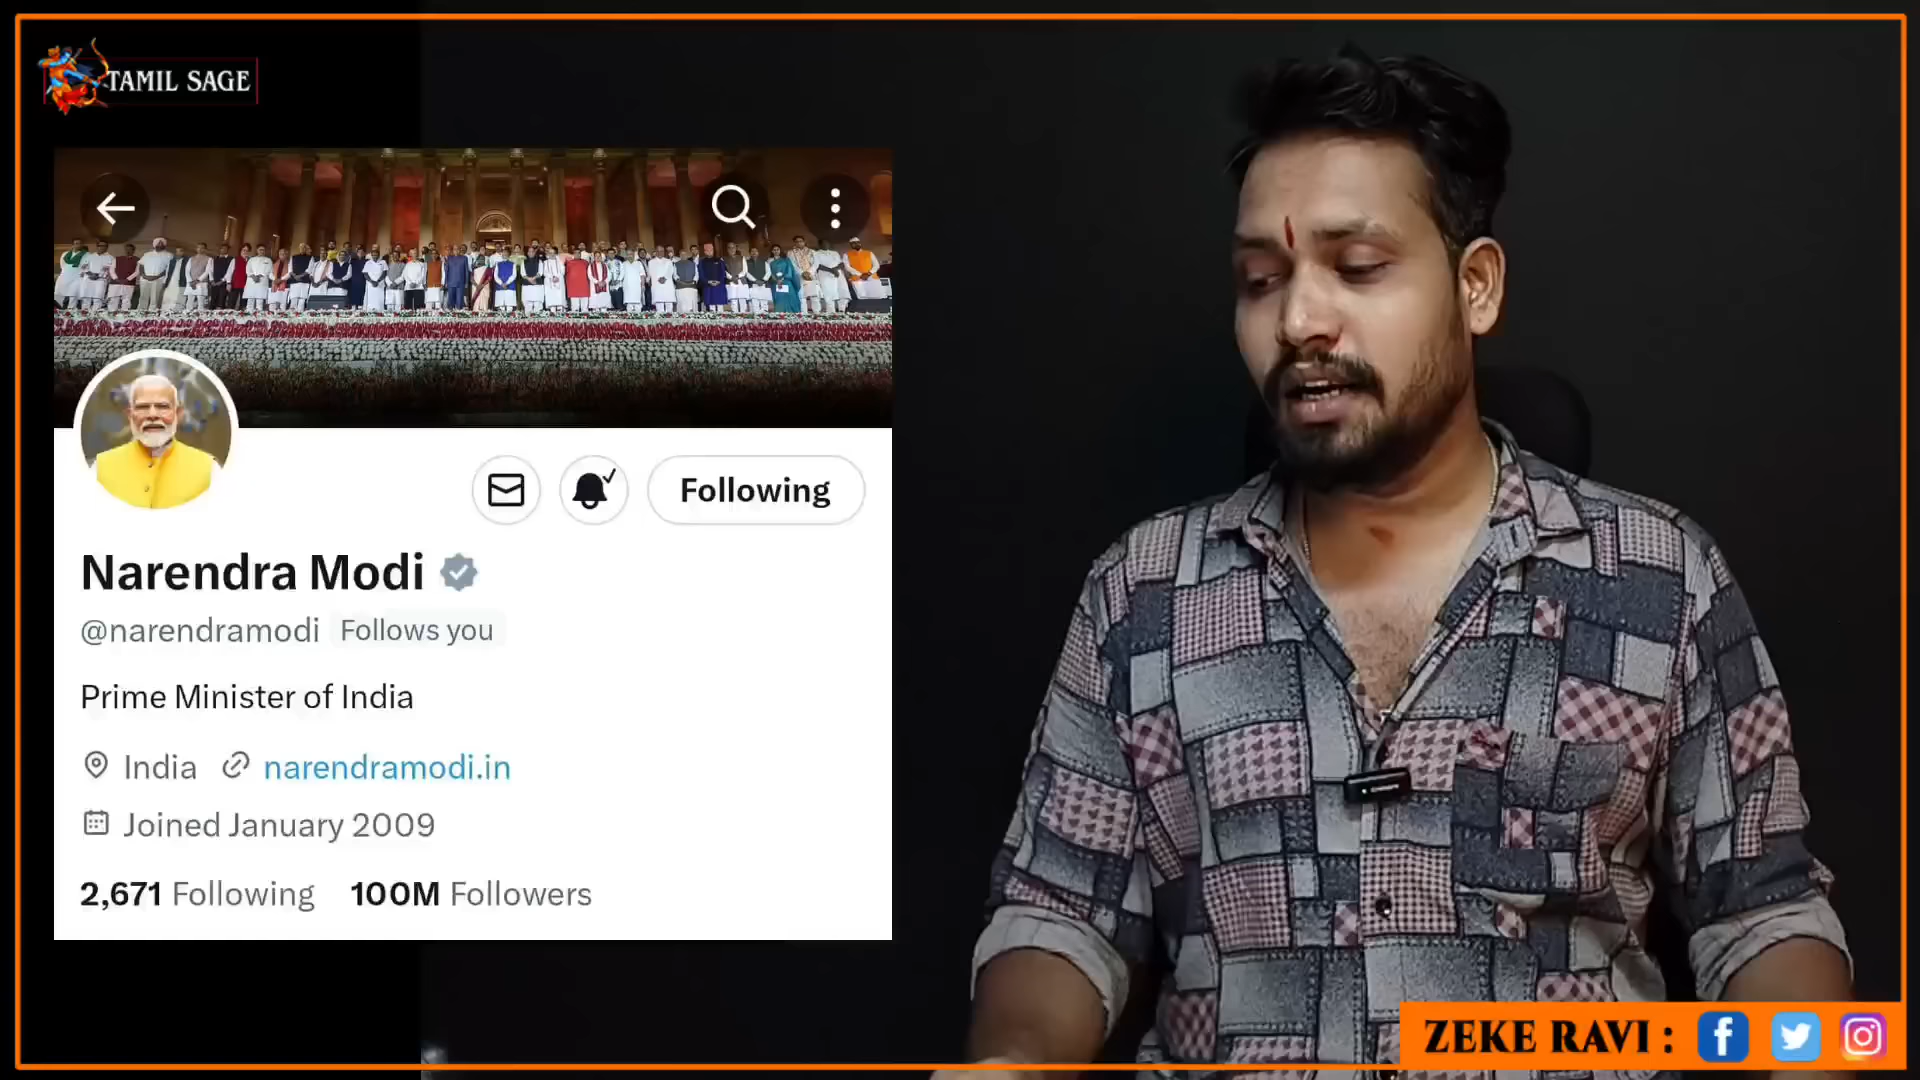 TAMIL SAGE
Following
Narendra Modi
@narendramodi Follows you
Prime Minister of India
India narendramodi.in
Joined January 2009
2,671 Following 100M Followers
ZEKE RAVI :